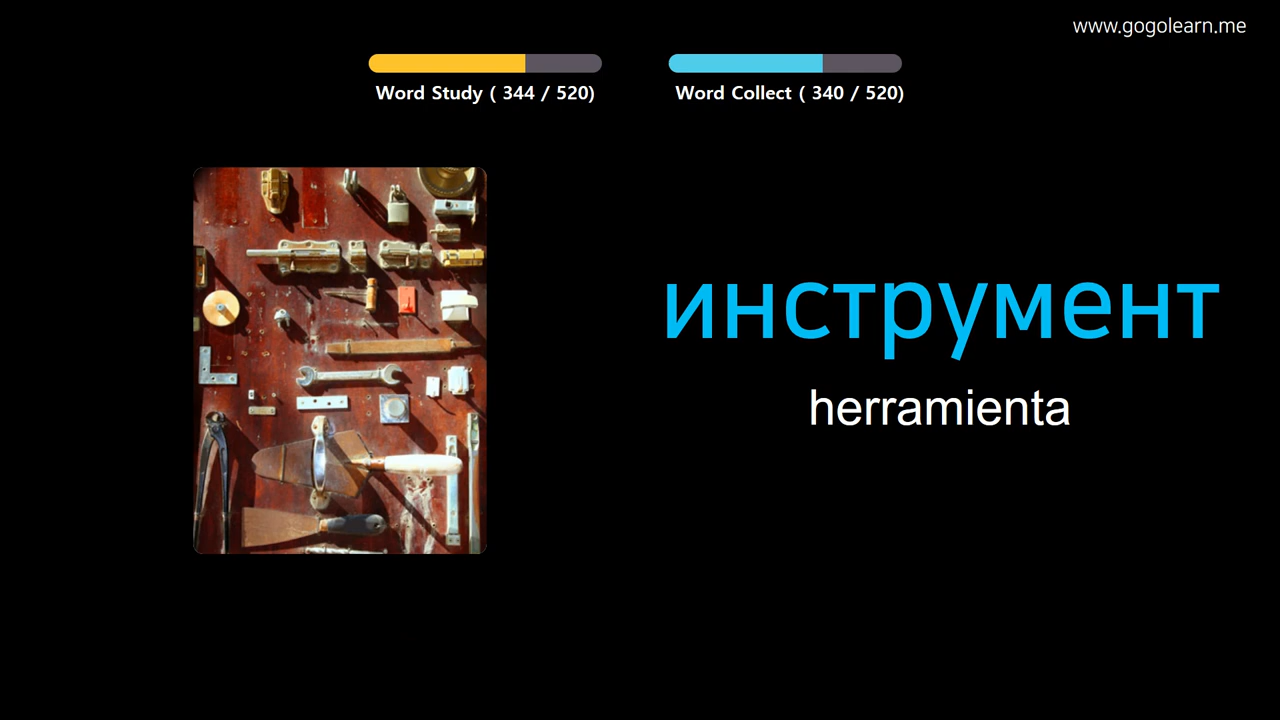 www.gogolearn.me
Word Study ( 344 / 520)
Word Collect ( 340 / 520)
инструмент
herramienta